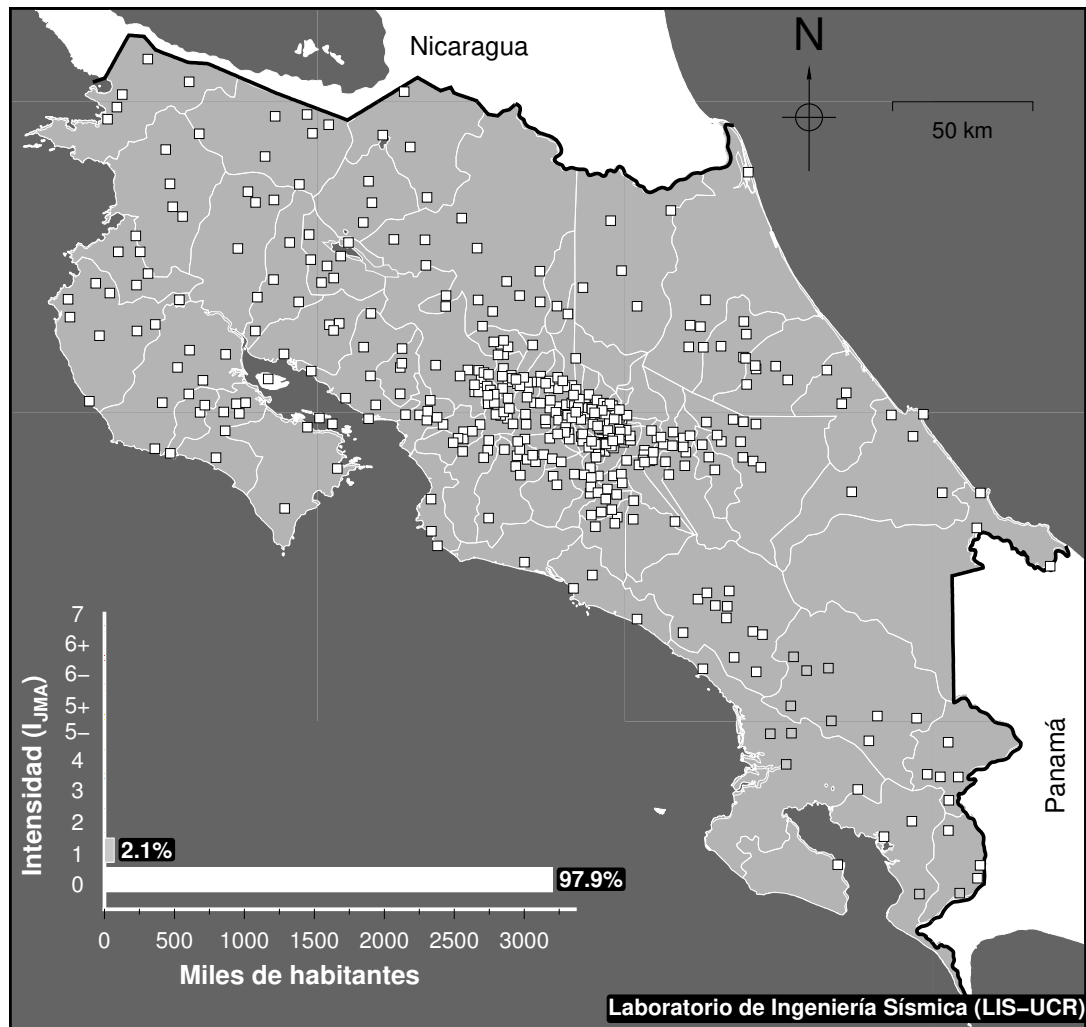 Nicaragua
N
50 km
Panamá
Intensidad (I_JMA)
7
6+
6−
5+
5−
4
3
2
1
0
2.1%
97.9%
0 500 1000 1500 2000 2500 3000
Miles de habitantes
Laboratorio de Ingeniería Sísmica (LIS−UCR)